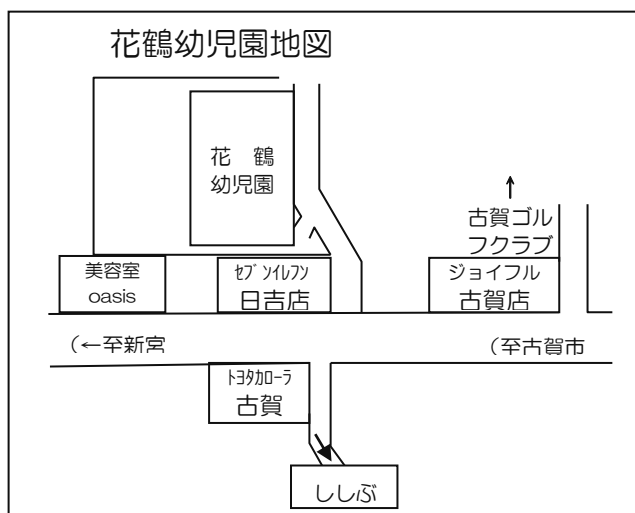 花鶴幼児園地図
花　鶴
幼児園
↑
古賀ゴル
フクラブ
美容室
oasis
ｾﾌﾞﾝｲﾚﾌﾞﾝ
日吉店
ジョイフル
古賀店
(←至新宮
(至古賀市
ﾄﾖﾀｶﾛｰﾗ
古賀
ししぶ